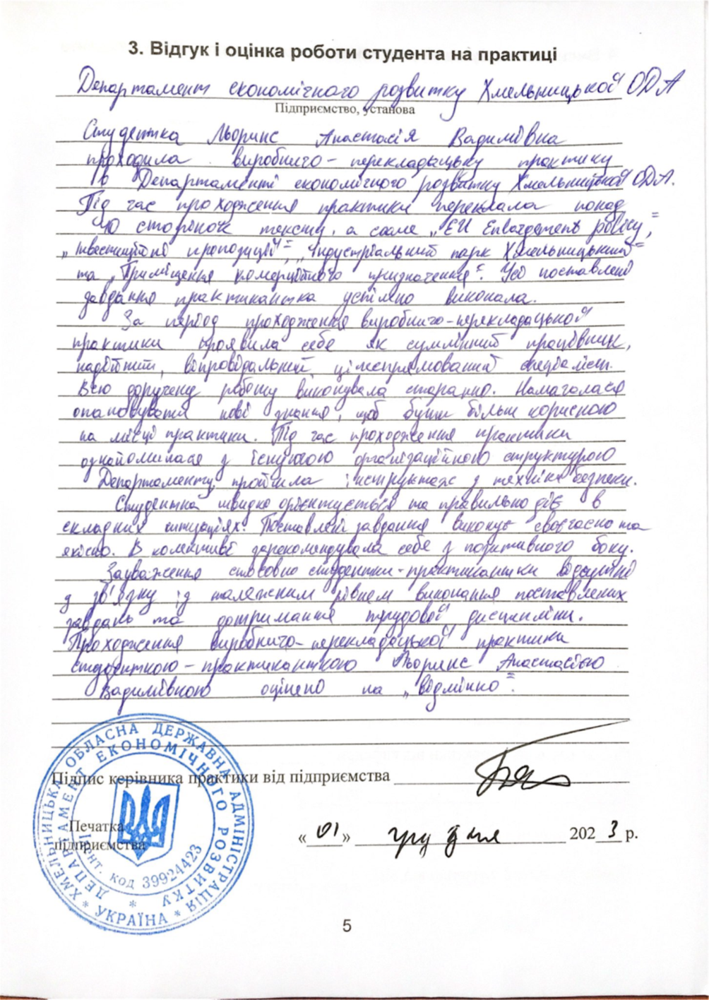 3. Відгук і оцінка роботи студента на практиці
Департамент економічного розвитку Хмельницької ОДА
Підприємство, установа
Студентка Льоринс Анастасія Вадимівна
проходила виробничо-перекладацьку практику
в Департаменті економічного розвитку Хмельницької ОДА.
Під час проходження практики переклала понад
40 сторінок тексту, а саме „EU Enlargement policy",
„Інвестиційні пропозиції", „Індустріальний парк Хмельницький"
та „Приміщення комерційного призначення". Усі поставлені
завдання практикантка успішно виконала.
За період проходження виробничо-перекладацької
практики проявила себе як сумлінний працівник,
надійний, відповідальний, цілеспрямований спеціаліст.
Всю доручену роботу виконувала старанно. Намагалася
опановувати нові знання, щоб бути більш корисною
на місці практики. Під час проходження практики
ознайомилася з існуючою організаційною структурою
Департаменту, пройшла інструктаж з техніки безпеки.
Студентка швидко орієнтується та правильно діє в
складних ситуаціях. Поставлені завдання виконує своєчасно та
якісно. В колективі зарекомендувала себе з позитивного боку.
Зауваження стосовно студентки-практикантки відсутні
у зв'язку із належним рівнем виконання поставлених
завдань та дотримання трудової дисципліни.
Проходження виробничо-перекладацької практики
студенткою-практиканткою Льоринс Анастасією
Вадимівною оцінено на „відмінно".
Підпис керівника практики від підприємства
Печатка
підприємства
«01» грудня 2023 р.
ХМЕЛЬНИЦЬКА ОБЛАСНА ДЕРЖАВНА АДМІНІСТРАЦІЯ * УКРАЇНА *
ДЕПАРТАМЕНТ ЕКОНОМІЧНОГО РОЗВИТКУ *
Ідент. код 39924423
5